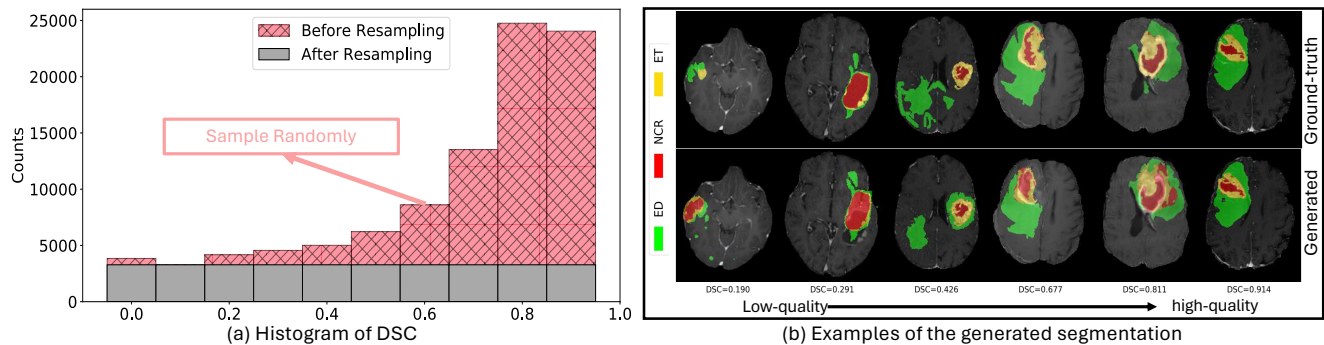 25000
20000
15000
10000
5000
0
Counts
Before Resampling
After Resampling
Sample Randomly
0.0 0.2 0.4 0.6 0.8 1.0
(a) Histogram of DSC
ET
NCR
ED
Ground-truth
Generated
DSC=0.190 DSC=0.291 DSC=0.426 DSC=0.677 DSC=0.811 DSC=0.914
Low-quality high-quality
(b) Examples of the generated segmentation